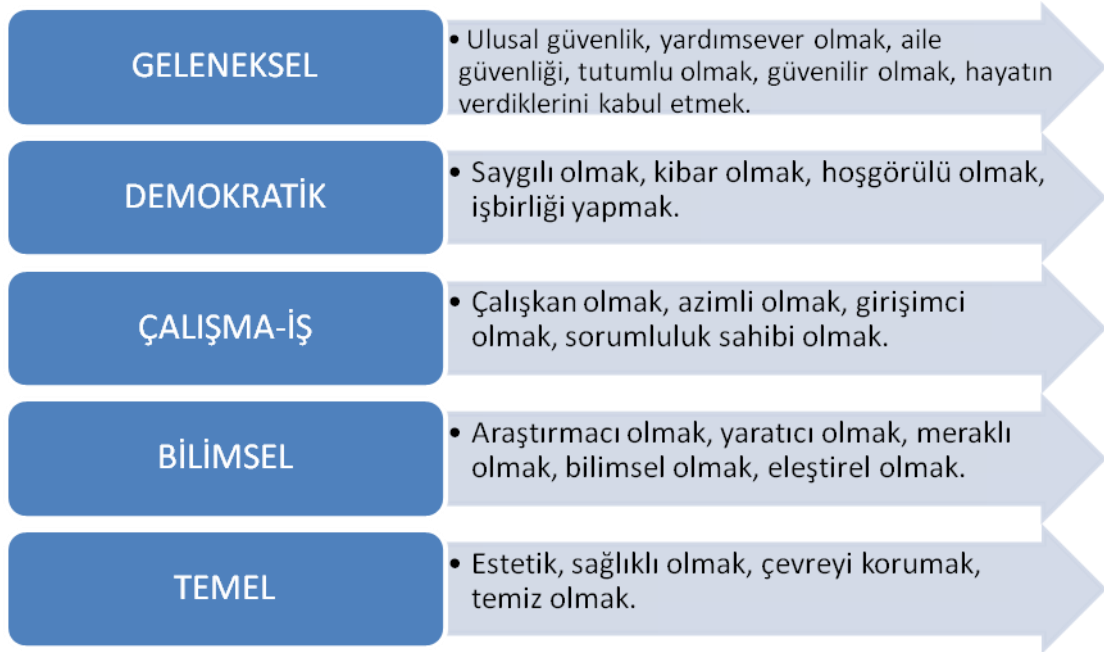 GELENEKSEL
• Ulusal güvenlik, yardımsever olmak, aile
güvenliği, tutumlu olmak, güvenilir olmak, hayatın
verdiklerini kabul etmek.
DEMOKRATİK
• Saygılı olmak, kibar olmak, hoşgörülü olmak,
işbirliği yapmak.
ÇALIŞMA-İŞ
• Çalışkan olmak, azimli olmak, girişimci
olmak, sorumluluk sahibi olmak.
BİLİMSEL
• Araştırmacı olmak, yaratıcı olmak, meraklı
olmak, bilimsel olmak, eleştirel olmak.
TEMEL
• Estetik, sağlıklı olmak, çevreyi korumak,
temiz olmak.